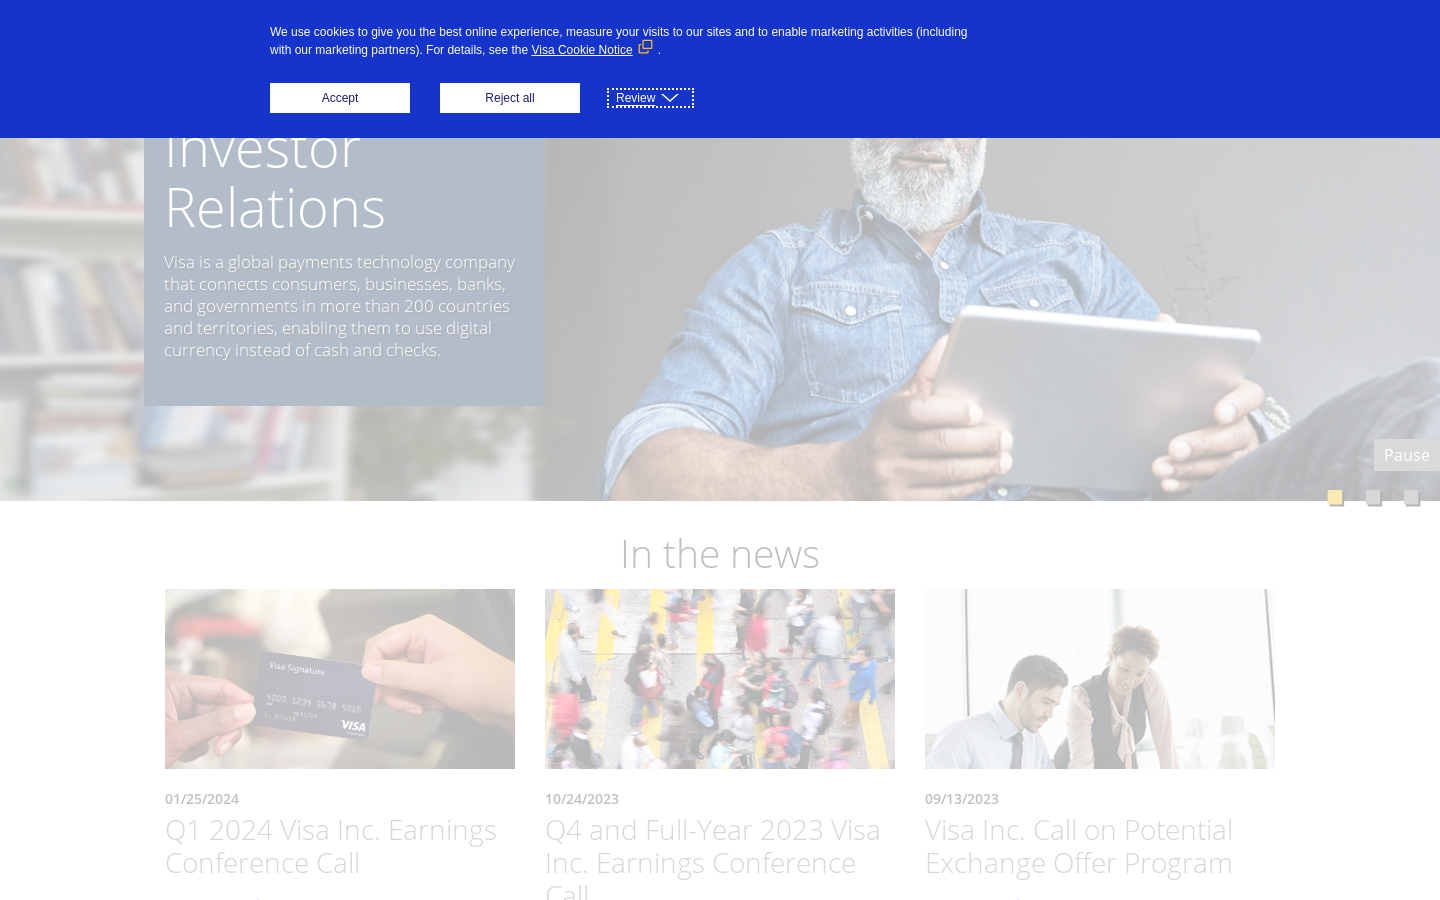 We use cookies to give you the best online experience, measure your visits to our sites and to enable marketing activities (including
with our marketing partners). For details, see the Visa Cookie Notice .
Accept
Reject all
Review
Investor
Relations
Visa is a global payments technology company
that connects consumers, businesses, banks,
and governments in more than 200 countries
and territories, enabling them to use digital
currency instead of cash and checks.
Pause
In the news
Visa Signature
VISA
01/25/2024
Q1 2024 Visa Inc. Earnings
Conference Call
10/24/2023
Q4 and Full-Year 2023 Visa
Inc. Earnings Conference
Call
09/13/2023
Visa Inc. Call on Potential
Exchange Offer Program